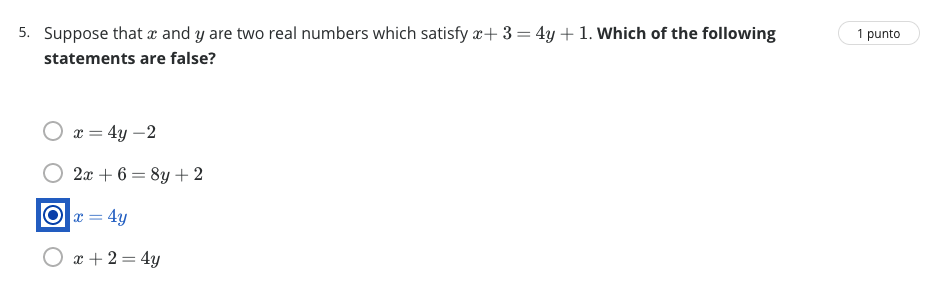 5. Suppose that x and y are two real numbers which satisfy x+ 3 = 4y + 1. Which of the following
statements are false?
1 punto
x = 4y −2
2x + 6 = 8y + 2
x = 4y
x + 2 = 4y